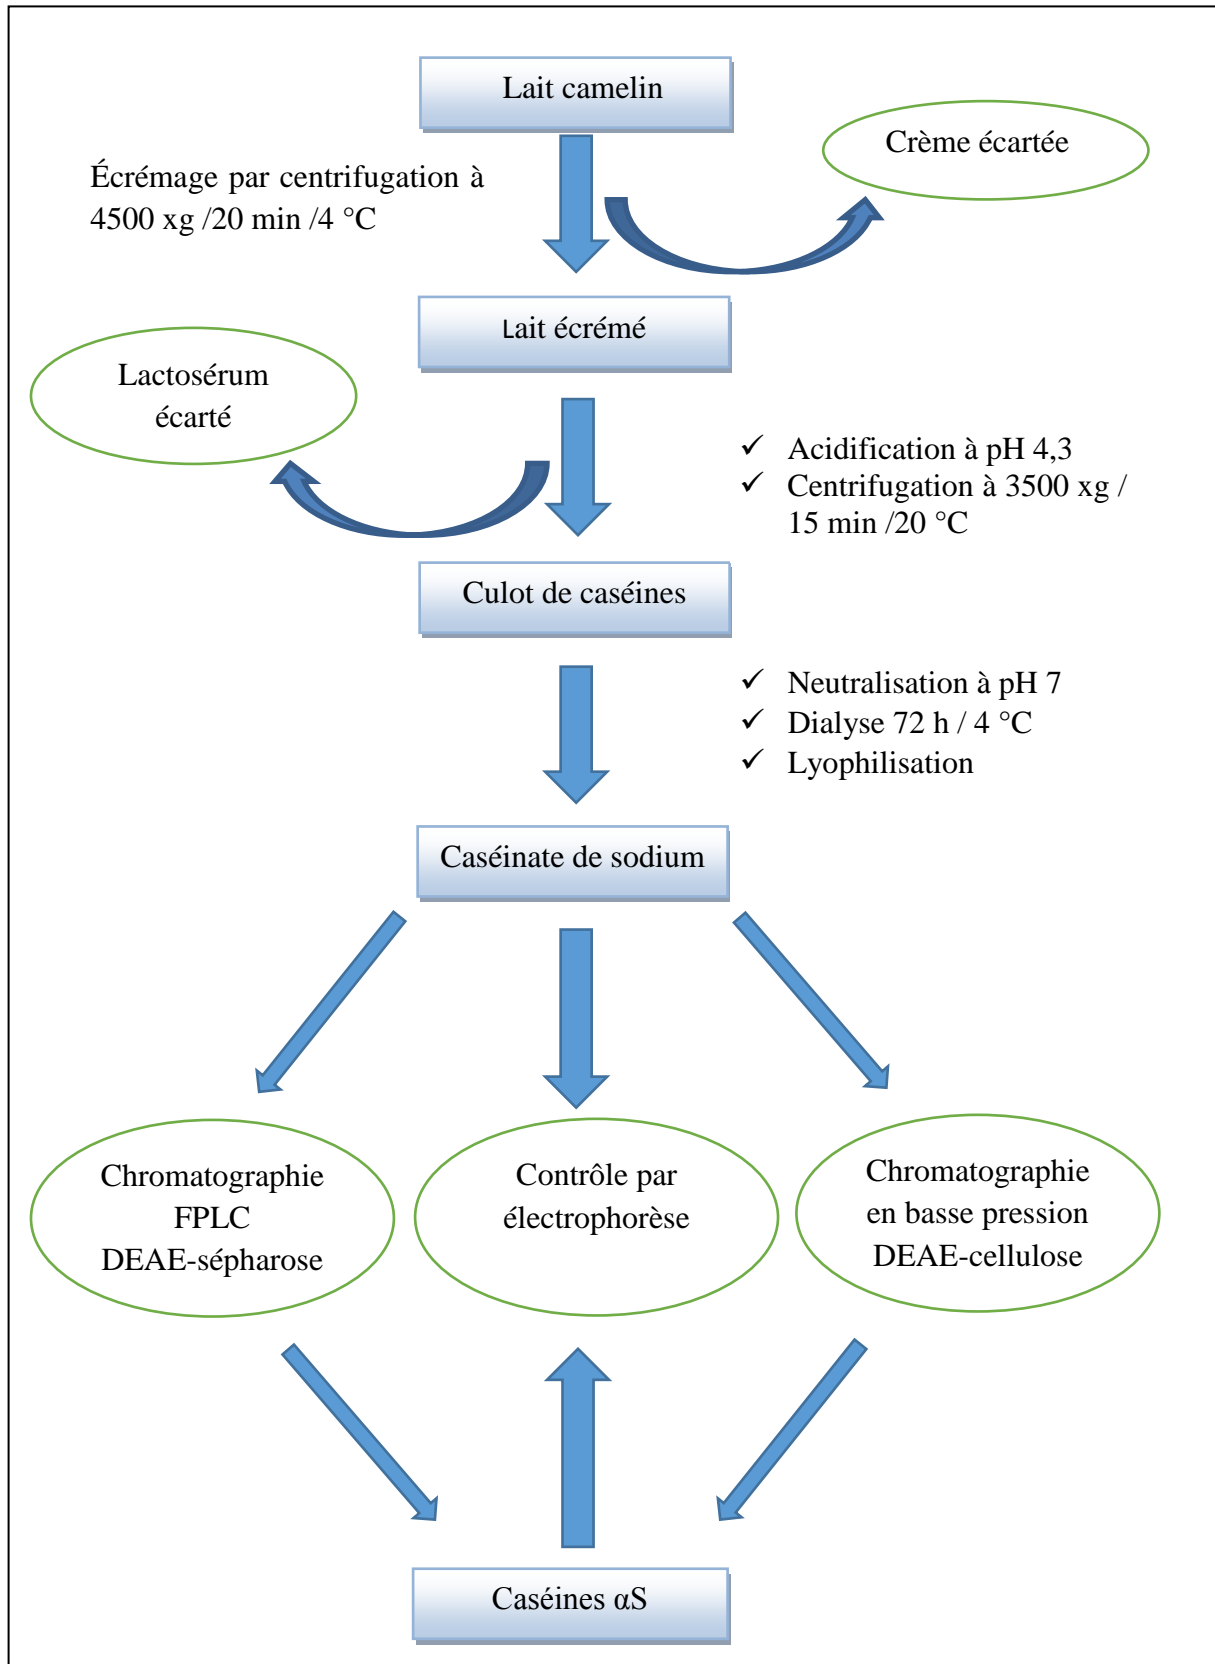 Lait camelin
Crème écartée
Écrémage par centrifugation à
4500 xg /20 min /4 °C
Lait écrémé
Lactosérum
écarté
✓ Acidification à pH 4,3
✓ Centrifugation à 3500 xg /
15 min /20 °C
Culot de caséines
✓ Neutralisation à pH 7
✓ Dialyse 72 h / 4 °C
✓ Lyophilisation
Caséinate de sodium
Chromatographie
FPLC
DEAE-sépharose
Contrôle par
électrophorèse
Chromatographie
en basse pression
DEAE-cellulose
Caséines αS